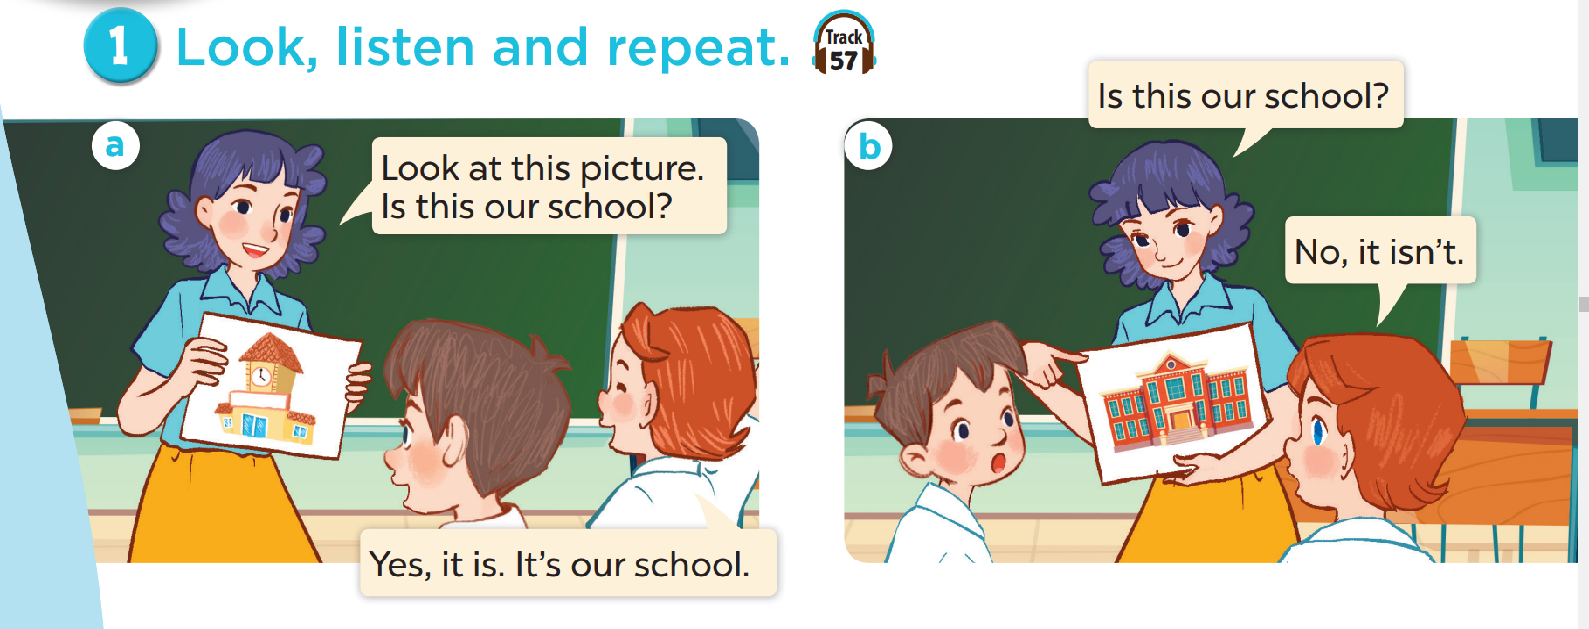 1 Look, listen and repeat.
Track
57
a
Look at this picture.
Is this our school?
Yes, it is. It's our school.
b
Is this our school?
No, it isn't.